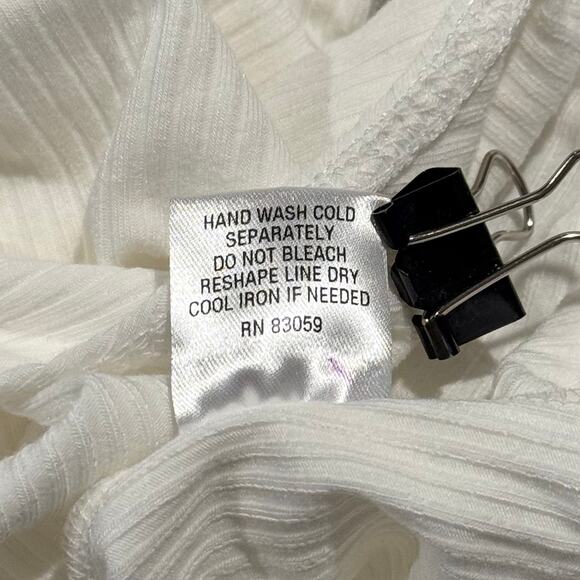 HAND WASH COLD
SEPARATELY
DO NOT BLEACH
RESHAPE LINE DRY
COOL IRON IF NEEDED
RN 83059